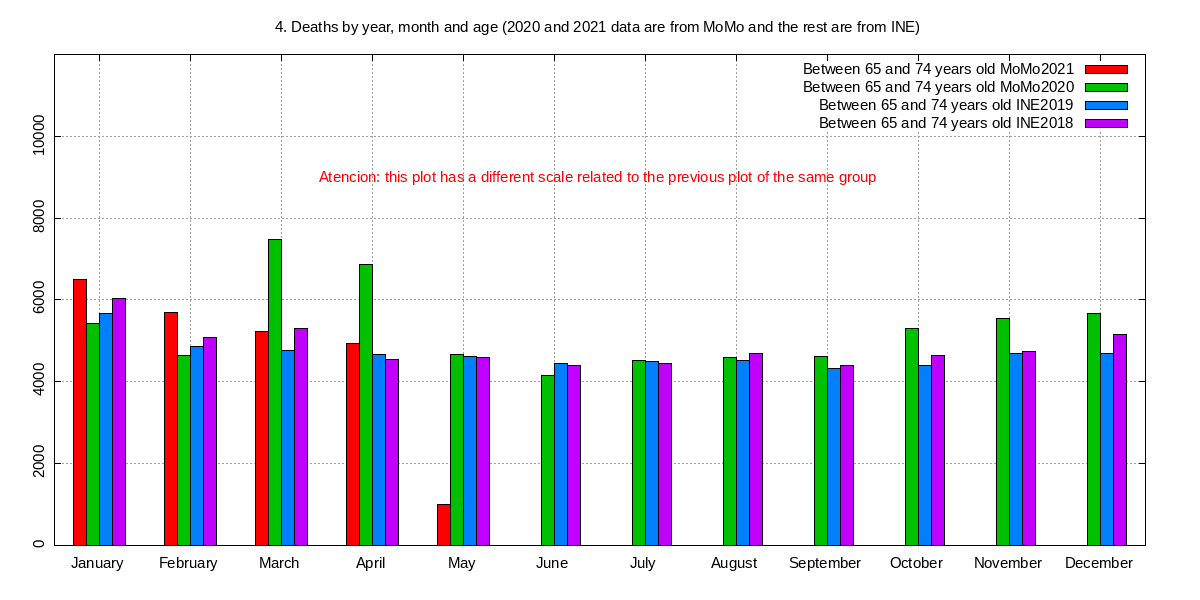 4. Deaths by year, month and age (2020 and 2021 data are from MoMo and the rest are from INE)
Between 65 and 74 years old MoMo2021
Between 65 and 74 years old MoMo2020
Between 65 and 74 years old INE2019
Between 65 and 74 years old INE2018
Atencion: this plot has a different scale related to the previous plot of the same group
10000
8000
6000
4000
2000
0
January February March April May June July August September October November December